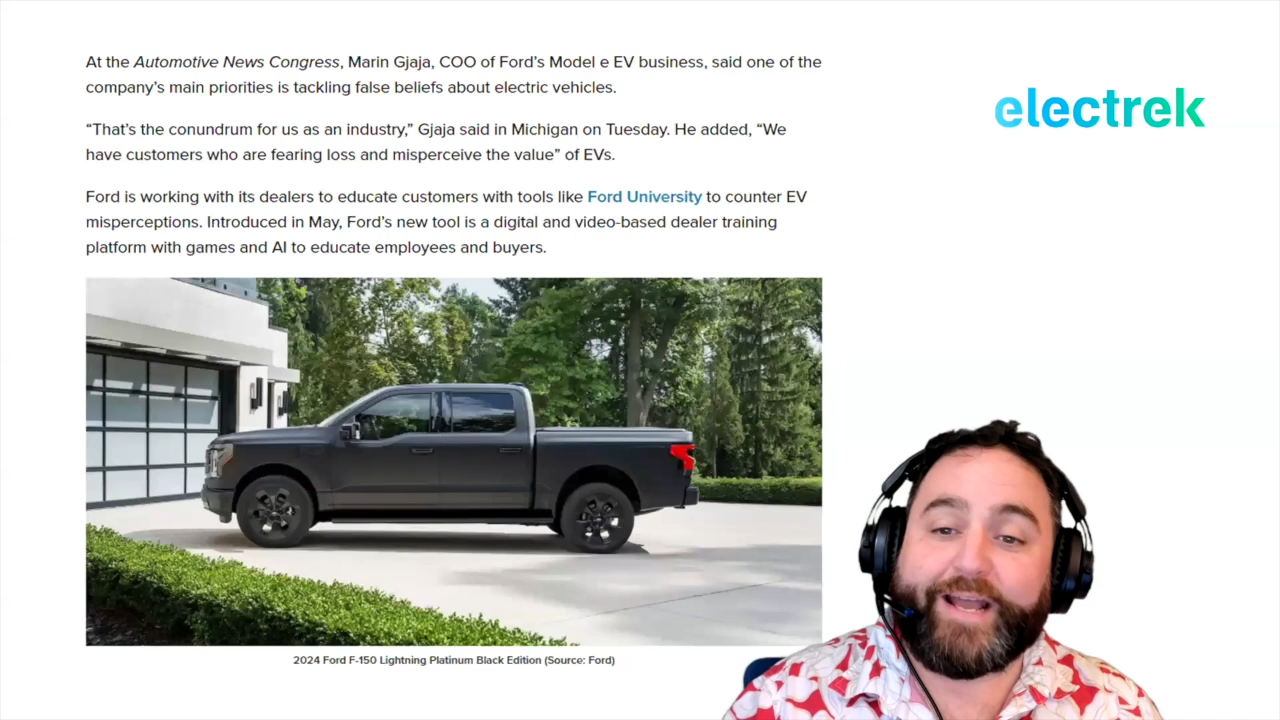 At the Automotive News Congress, Marin Gjaja, COO of Ford’s Model e EV business, said one of the
company’s main priorities is tackling false beliefs about electric vehicles.
“That’s the conundrum for us as an industry,” Gjaja said in Michigan on Tuesday. He added, “We
have customers who are fearing loss and misperceive the value” of EVs.
Ford is working with its dealers to educate customers with tools like Ford University to counter EV
misperceptions. Introduced in May, Ford’s new tool is a digital and video-based dealer training
platform with games and AI to educate employees and buyers.
2024 Ford F-150 Lightning Platinum Black Edition (Source: Ford)
electrek